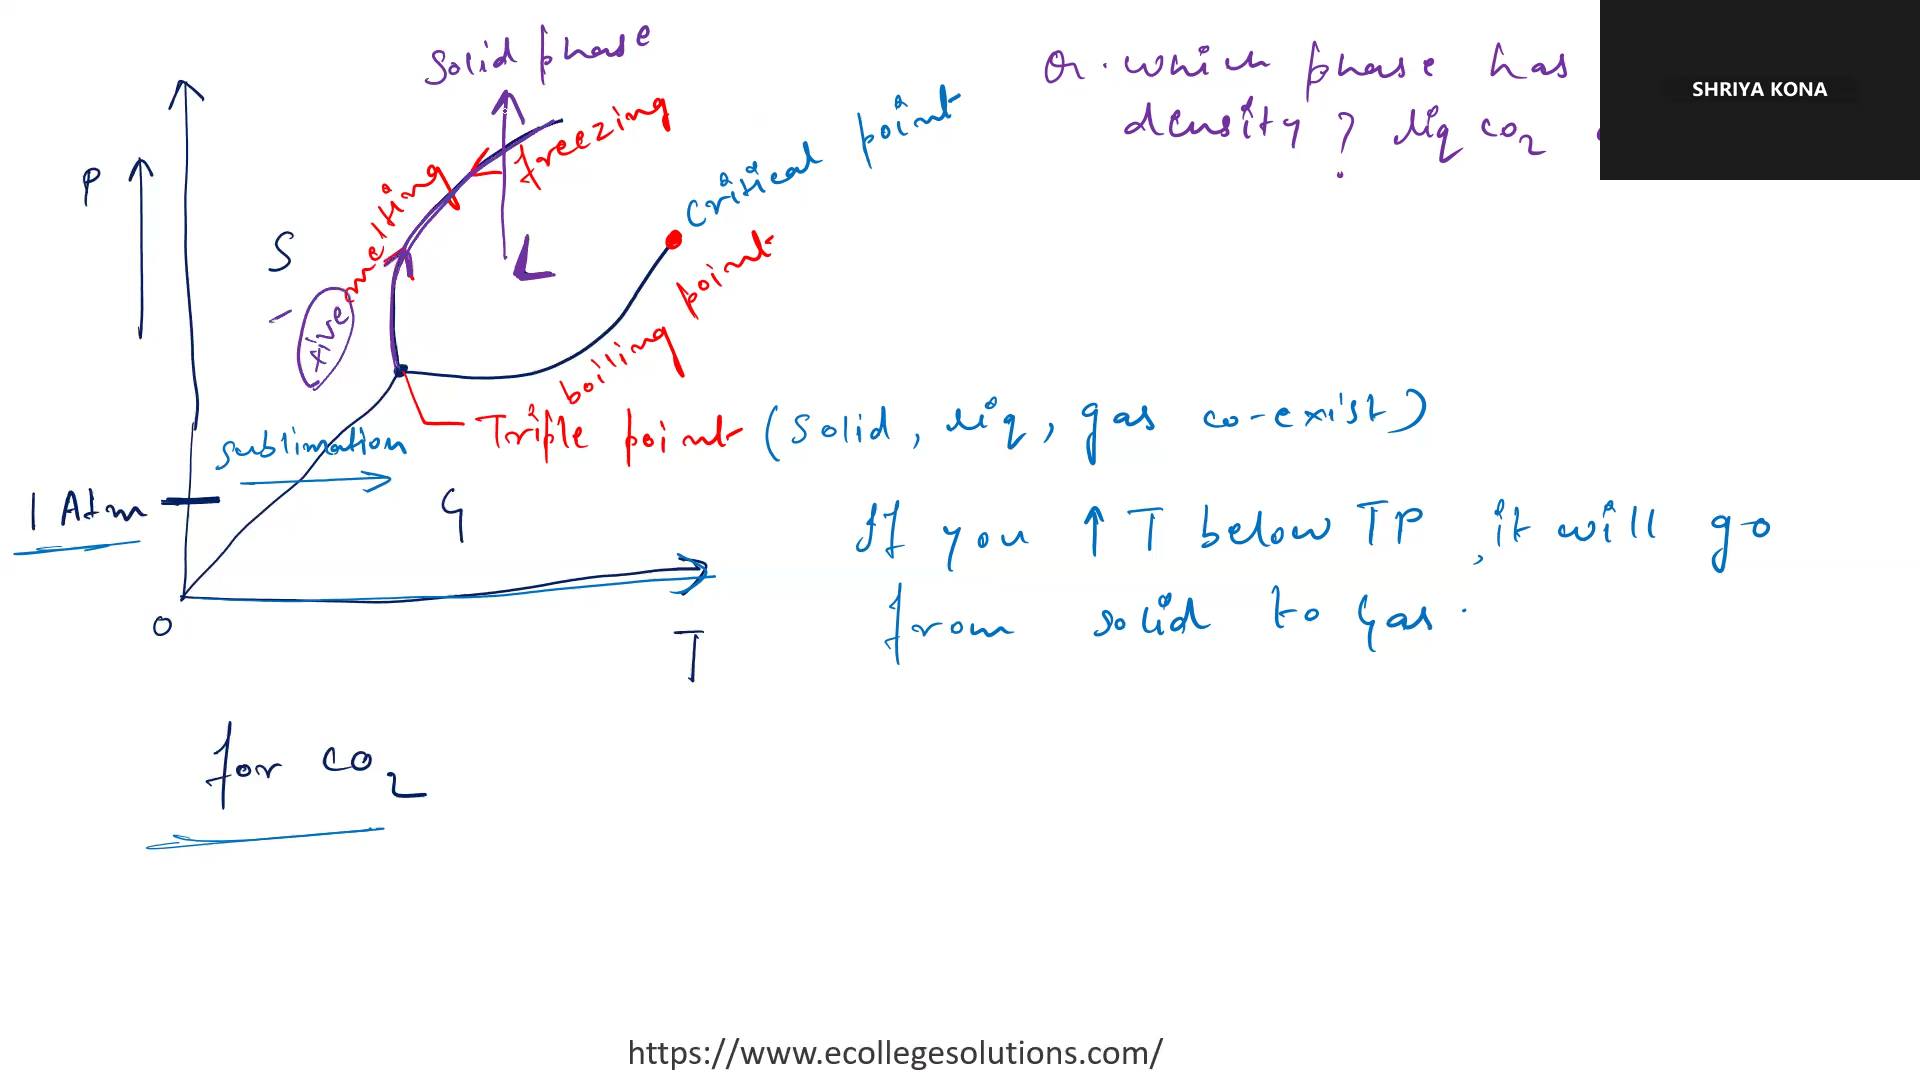 Solid phase
Qn. which phase has
density ? liq CO2
SHRIYA KONA
P
freezing
melting
critical point
S
L
+ive
boiling point
Triple point (solid, liq, gas co-exist)
sublimation
1 Atm
G
If you ↑ T below TP, it will go
from solid to gas.
O
T
for CO2
https://www.ecollegesolutions.com/